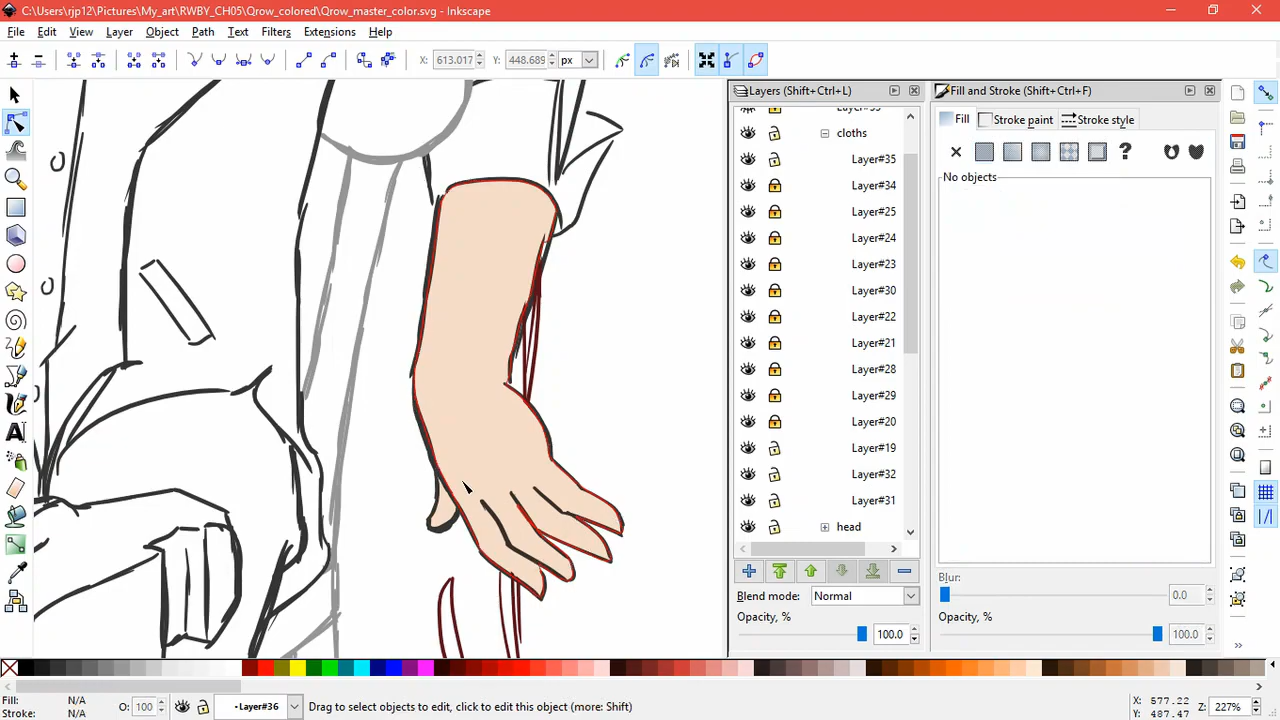 C:\Users\rjp12\Pictures\My_art\RWBY_CH05\Qrow_colored\Qrow_master_color.svg - Inkscape
File Edit View Layer Object Path Text Filters Extensions Help
X: 613.017 Y: 448.689 px
Layers (Shift+Ctrl+L)
cloths
Layer#35
Layer#34
Layer#25
Layer#24
Layer#23
Layer#30
Layer#22
Layer#21
Layer#28
Layer#29
Layer#20
Layer#19
Layer#32
Layer#31
head
Blend mode: Normal
Opacity, %
100.0
Fill and Stroke (Shift+Ctrl+F)
Fill Stroke paint Stroke style
No objects
Blur:
0.0
Opacity, %
100.0
Fill: N/A
Stroke: N/A
O: 100
•Layer#36
Drag to select objects to edit, click to edit this object (more: Shift)
X: 577.22
Y: 487.47
Z: 227%